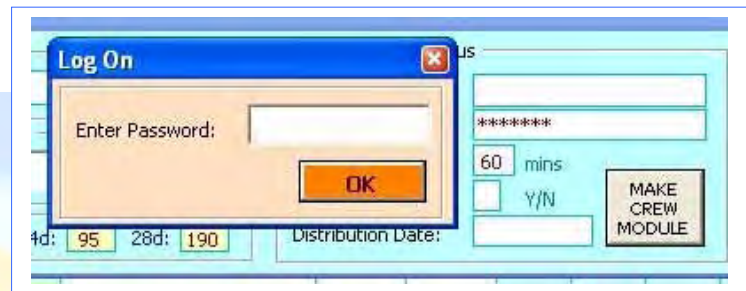 Log On
us
Enter Password:
*******
60 mins
OK
Y/N
MAKE
CREW
MODULE
4d: 95 28d: 190
Distribution Date: